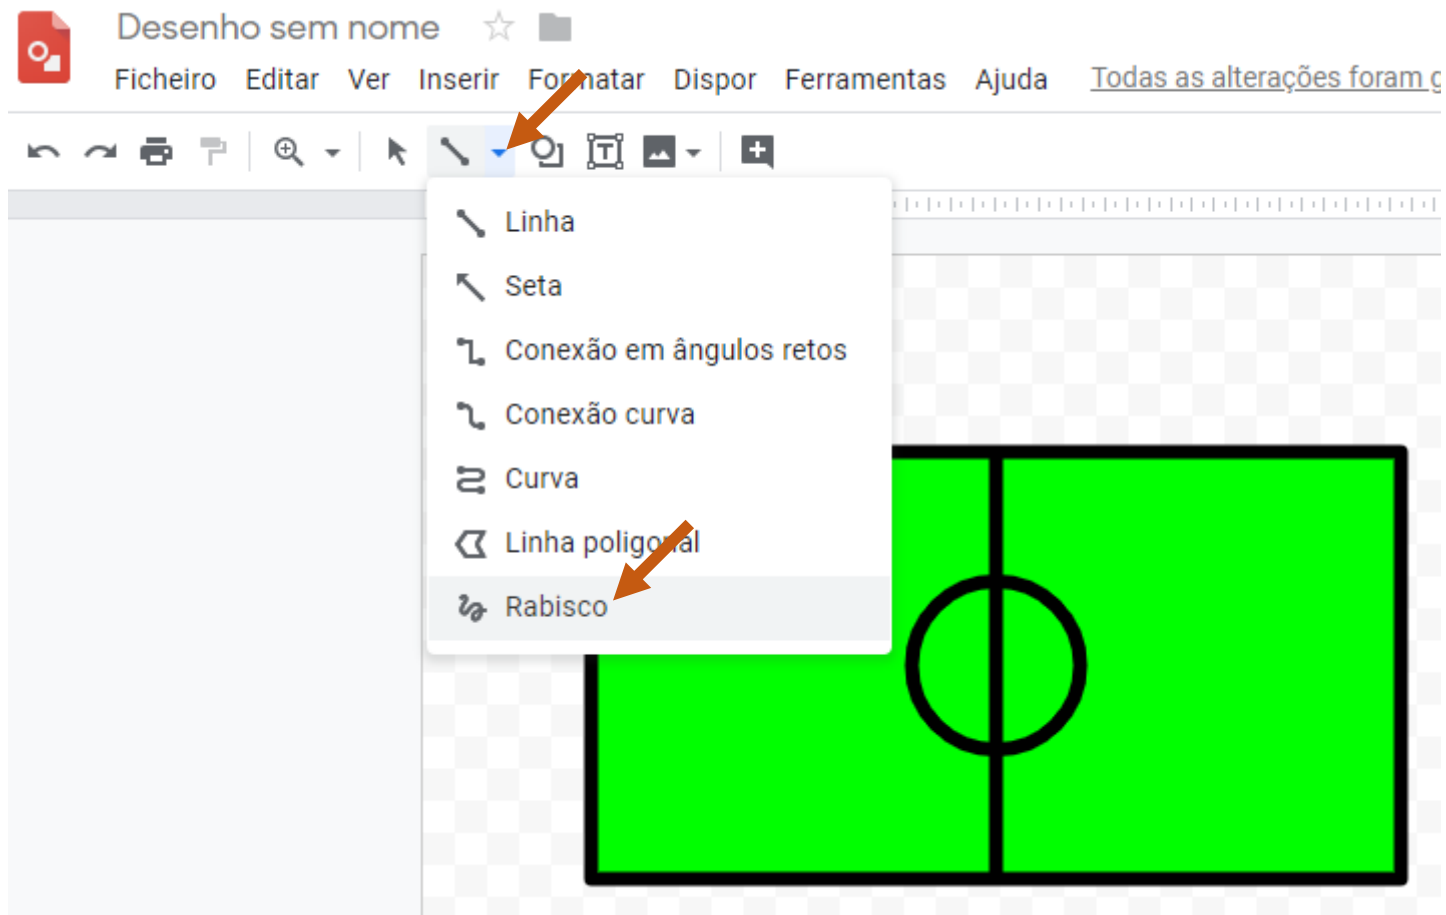 Desenho sem nome
Ficheiro Editar Ver Inserir Formatar Dispor Ferramentas Ajuda Todas as alterações foram
Linha
Seta
Conexão em ângulos retos
Conexão curva
Curva
Linha poligonal
Rabisco